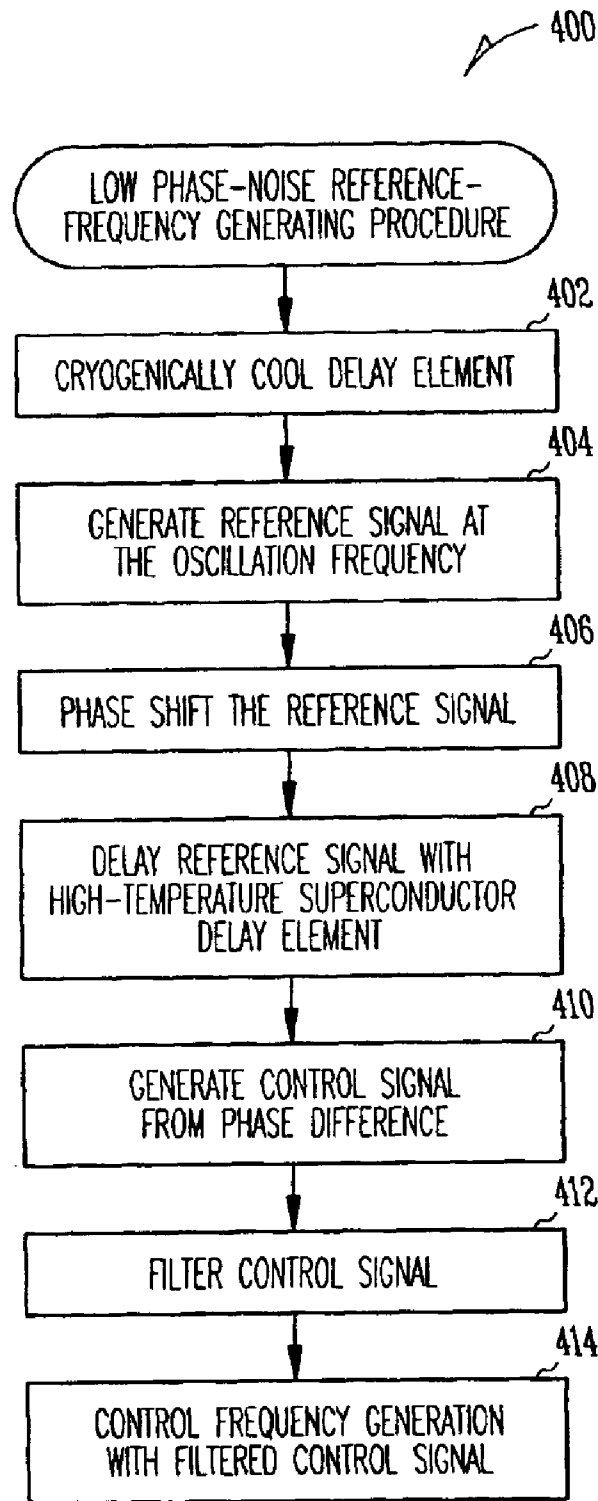 400
LOW PHASE-NOISE REFERENCE-
FREQUENCY GENERATING PROCEDURE
402
CRYOGENICALLY COOL DELAY ELEMENT
404
GENERATE REFERENCE SIGNAL AT
THE OSCILLATION FREQUENCY
406
PHASE SHIFT THE REFERENCE SIGNAL
408
DELAY REFERENCE SIGNAL WITH
HIGH-TEMPERATURE SUPERCONDUCTOR
DELAY ELEMENT
410
GENERATE CONTROL SIGNAL
FROM PHASE DIFFERENCE
412
FILTER CONTROL SIGNAL
414
CONTROL FREQUENCY GENERATION
WITH FILTERED CONTROL SIGNAL